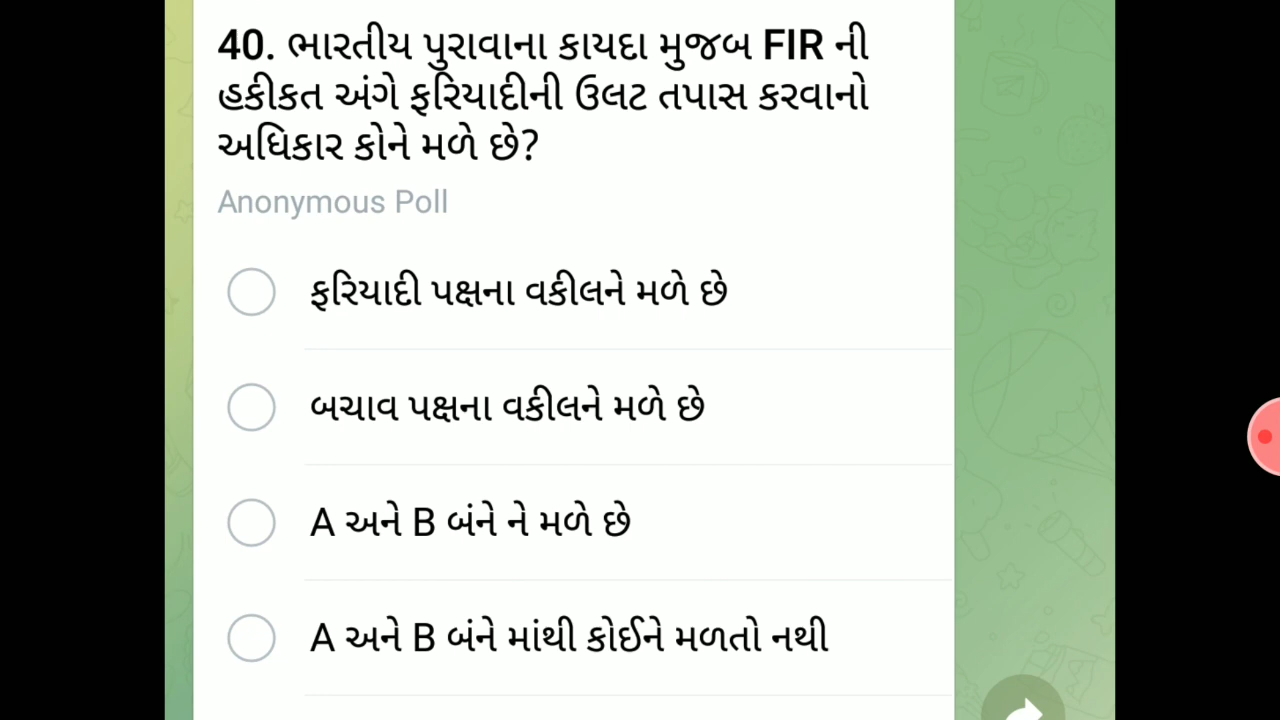 40. ભારતીય પુરાવાના કાયદા મુજબ FIR ની
હકીકત અંગે ફરિયાદીની ઉલટ તપાસ કરવાનો
અધિકાર કોને મળે છે?
Anonymous Poll
ફરિયાદી પક્ષના વકીલને મળે છે
બચાવ પક્ષના વકીલને મળે છે
A અને B બંને ને મળે છે
A અને B બંને માંથી કોઈને મળતો નથી